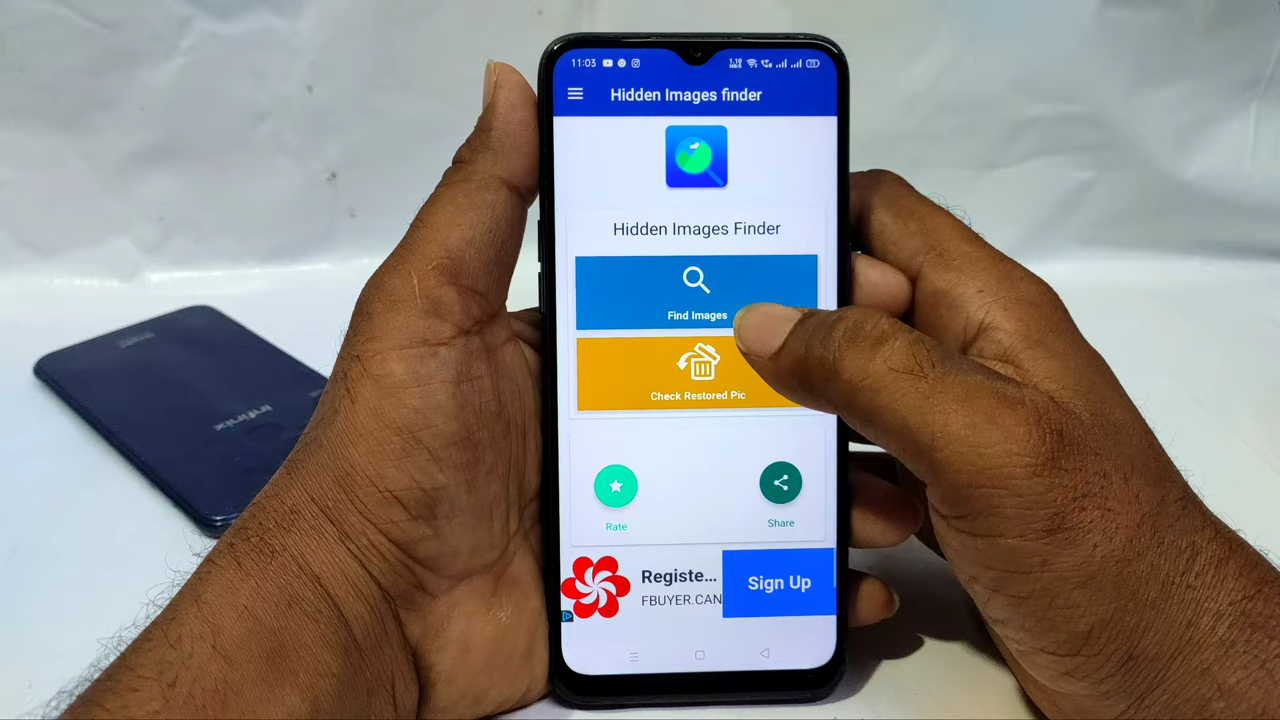 11:03
Hidden Images finder
Hidden Images Finder
Find Images
Check Restored Pic
Rate
Share
Registe...
FBUYER.CAN
Sign Up
Infinix